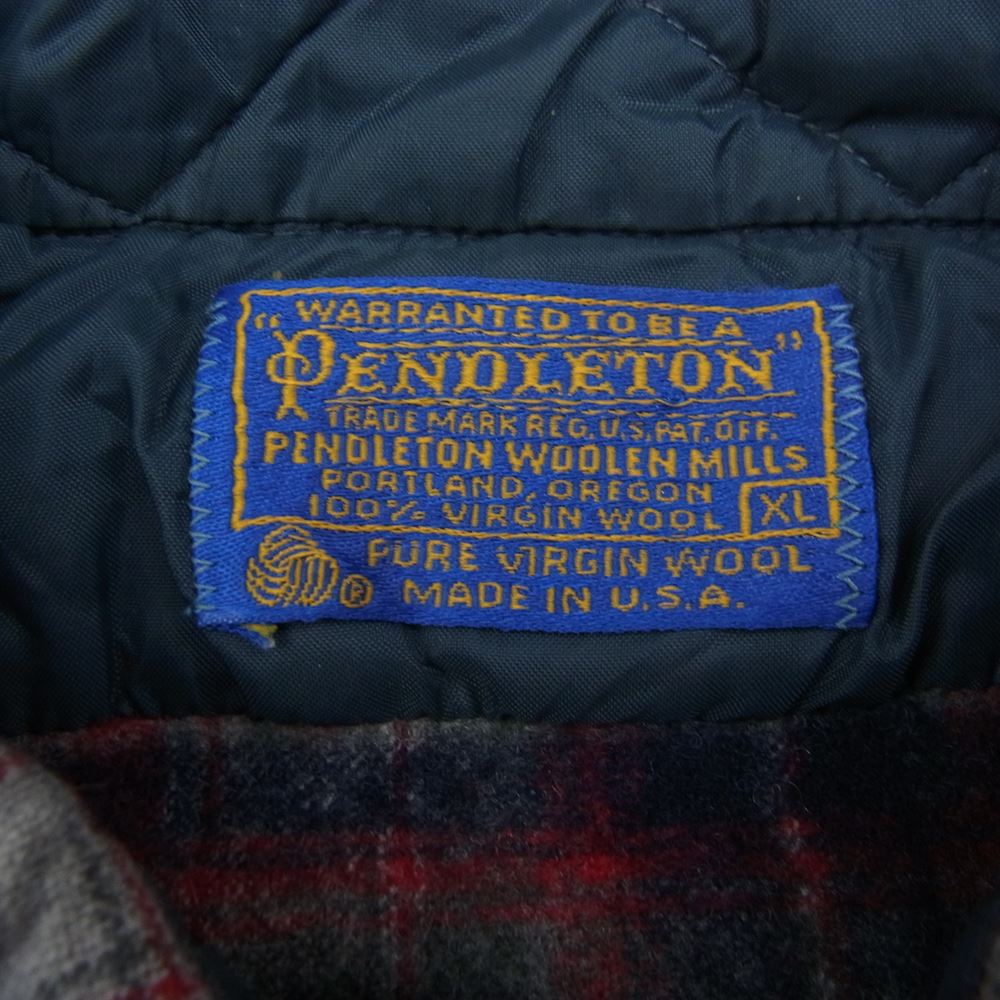 WARRANTED TO BE A
"PENDLETON"
TRADE MARK REG. U.S. PAT. OFF.
PENDLETON WOOLEN MILLS
PORTLAND, OREGON
100% VIRGIN WOOL XL
PURE VIRGIN WOOL
® MADE IN U.S.A.